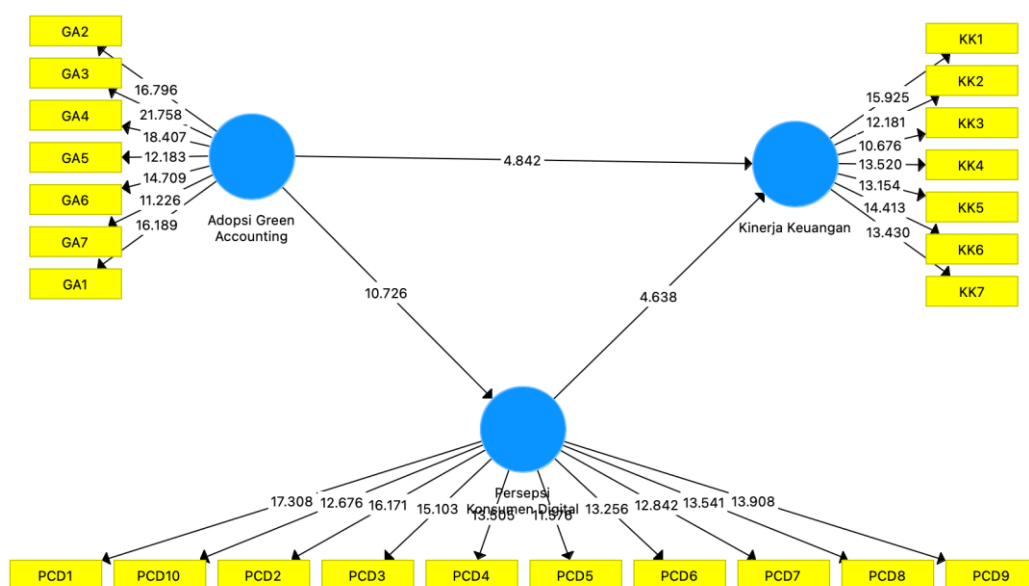 GA2
GA3
GA4
GA5
GA6
GA7
GA1
16.796
21.758
18.407
12.183
14.709
11.226
16.189
Adopsi Green
Accounting
4.842
10.726
4.638
Kinerja Keuangan
15.925
12.181
10.676
13.520
13.154
14.413
13.430
KK1
KK2
KK3
KK4
KK5
KK6
KK7
Persepsi
Konsumen Digital
17.308
12.676
16.171
15.103
13.505
11.576
13.256
12.842
13.541
13.908
PCD1
PCD10
PCD2
PCD3
PCD4
PCD5
PCD6
PCD7
PCD8
PCD9